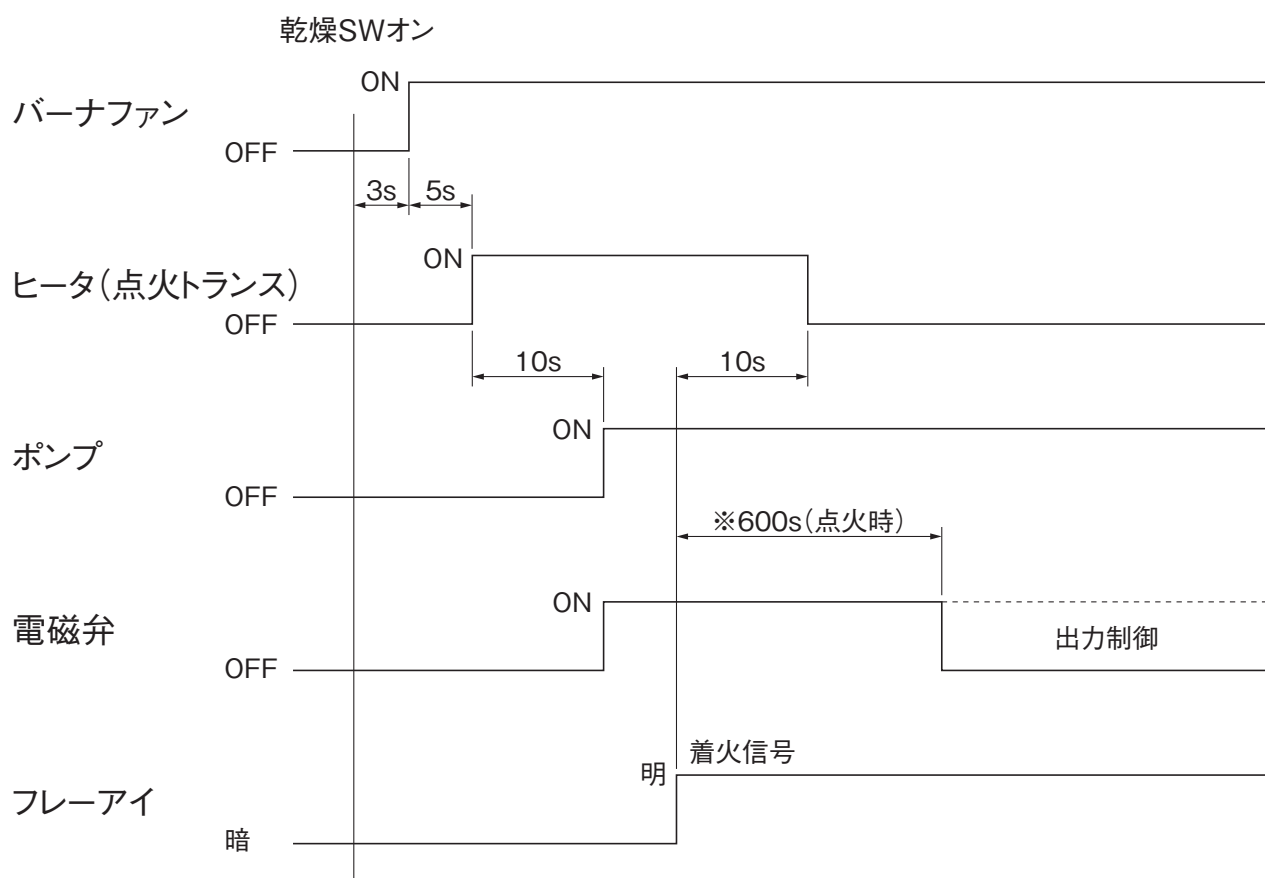 乾燥SWオン
ON
バーナファン
OFF
3s 5s
ON
ヒータ(点火トランス)
OFF
10s 10s
ON
ポンプ
OFF
※600s(点火時)
ON
電磁弁
出力制御
OFF
着火信号
明
フレーアイ
暗